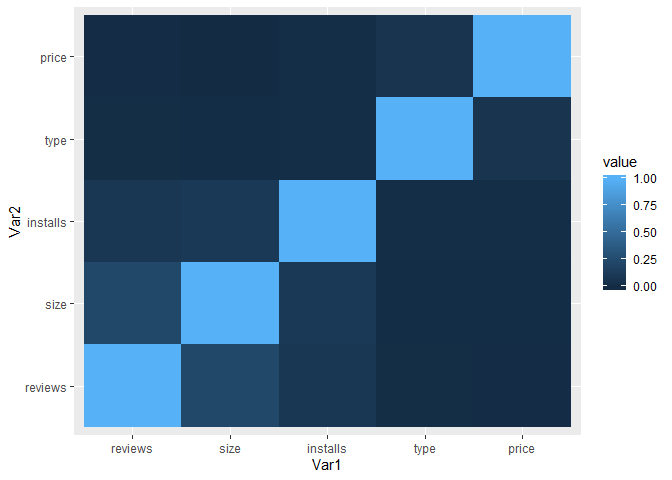 price
type
installs
size
reviews
Var2
reviews size installs type price
Var1
value
1.00
0.75
0.50
0.25
0.00